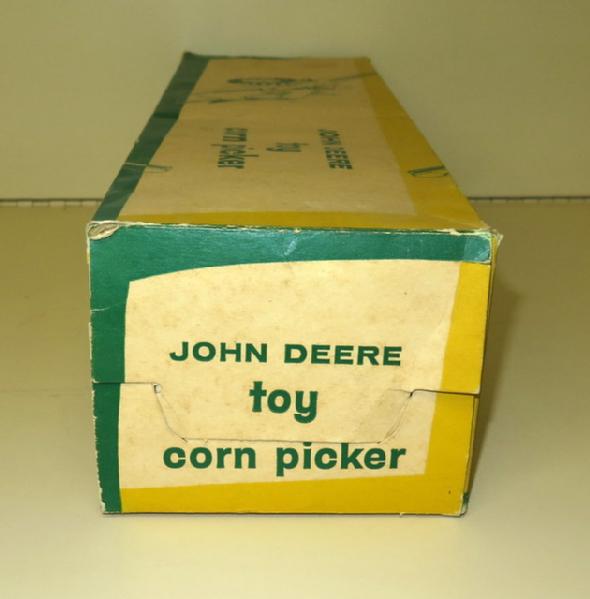 JOHN DEERE
toy
corn picker
JOHN DEERE
toy
corn picker